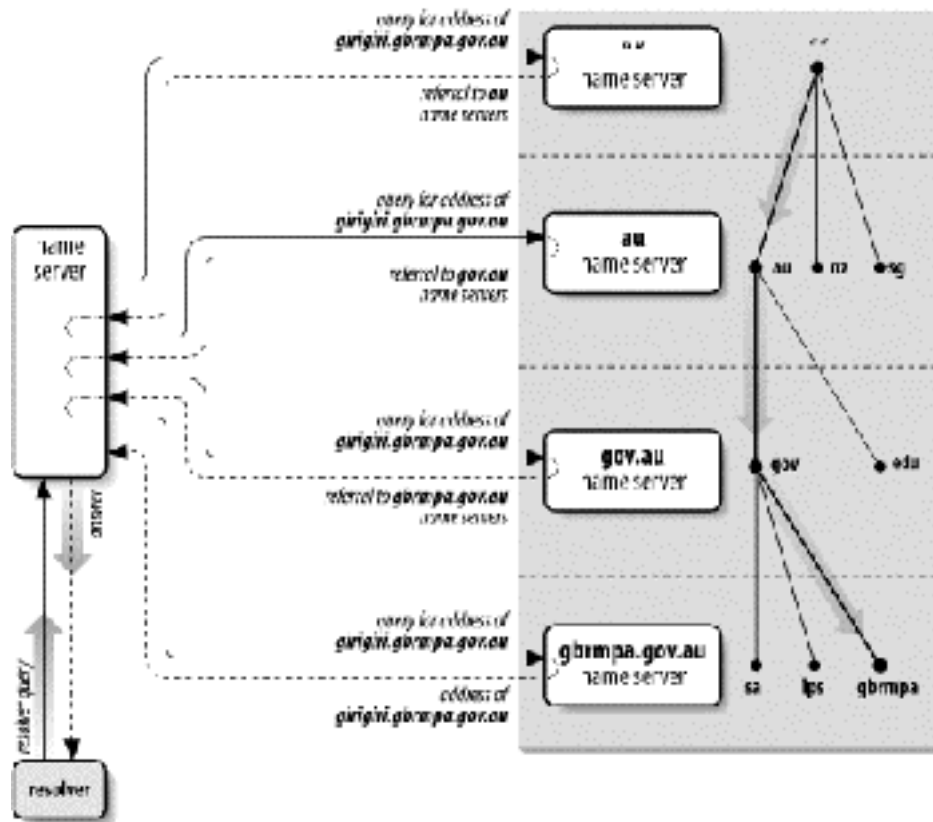 query for address of
girigiri.gbrmpa.gov.au
" "
name server
referral to au
name servers
" "
query for address of
girigiri.gbrmpa.gov.au
au
name server
referral to gov.au
name servers
au
nz
sg
name
server
query for address of
girigiri.gbrmpa.gov.au
gov.au
name server
referral to gbrmpa.gov.au
name servers
gov
edu
answer
resolver query
query for address of
girigiri.gbrmpa.gov.au
gbrmpa.gov.au
name server
address of
girigiri.gbrmpa.gov.au
sa
ips
gbrmpa
resolver